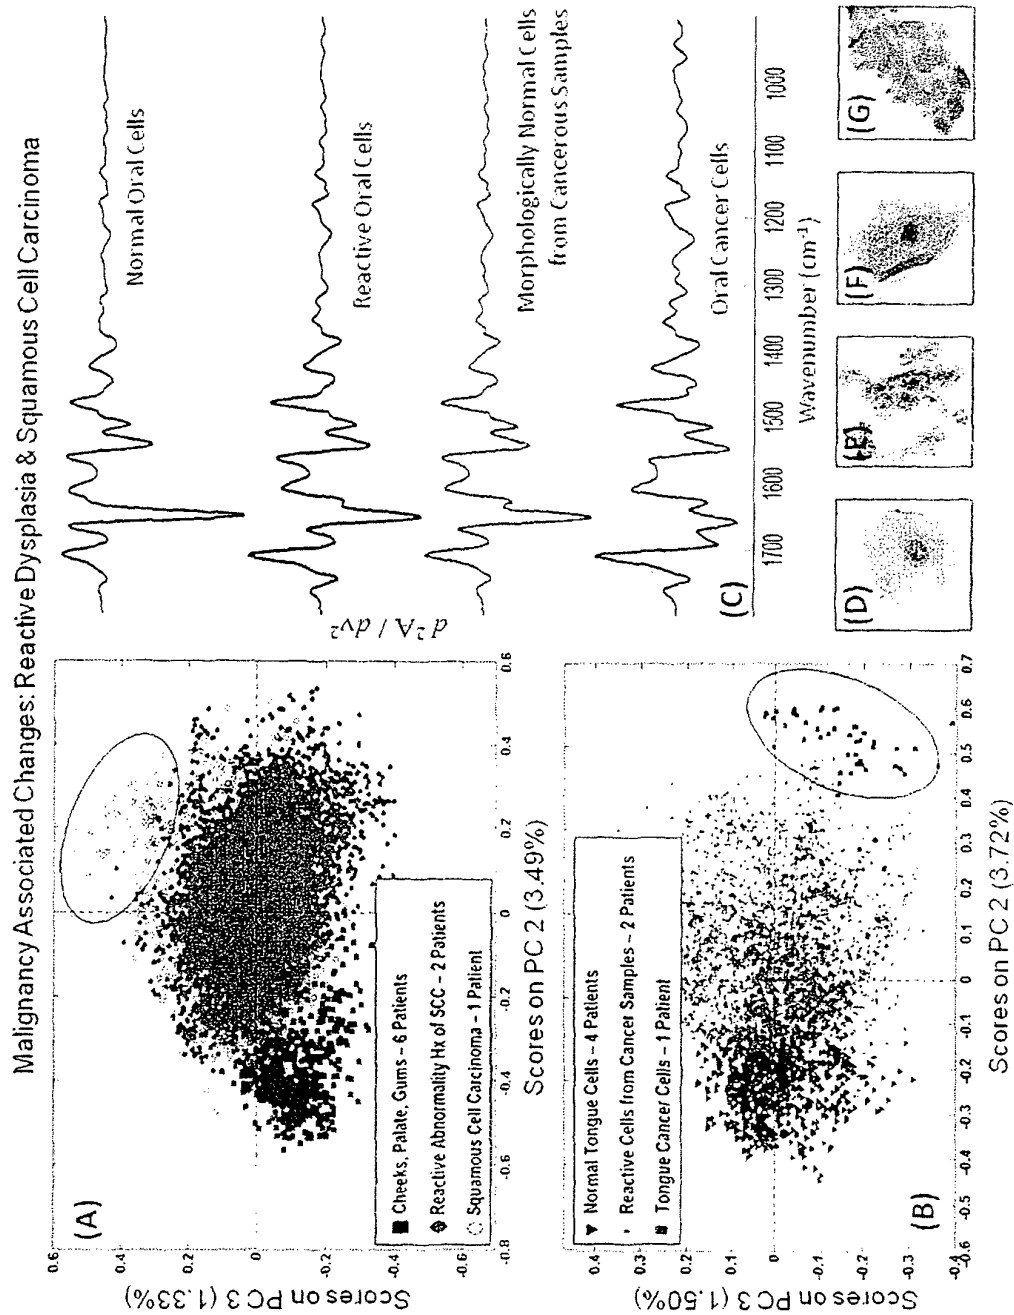 Malignancy Associated Changes: Reactive Dysplasia & Squamous Cell Carcinoma
(A)
Scores on PC 3 (1.33%)
0.6
0.4
0.2
0
-0.2
-0.4
-0.6
-0.8
-0.6
-0.4
-0.2
0
0.2
0.4
0.6
Scores on PC 2 (3.49%)
Cheeks, Palate, Gums – 6 Patients
Reactive Abnormality Hx of SCC – 2 Patients
Squamous Cell Carcinoma – 1 Patient
(B)
Scores on PC 3 (1.50%)
0.4
0.3
0.2
0.1
0
-0.1
-0.2
-0.3
-0.4
-0.6
-0.5
-0.4
-0.3
-0.2
-0.1
0
0.1
0.2
0.3
0.4
0.5
0.6
0.7
Scores on PC 2 (3.72%)
Normal Tongue Cells – 4 Patients
Reactive Cells from Cancer Samples – 2 Patients
Tongue Cancer Cells – 1 Patient
d²A / dν²
Normal Oral Cells
Reactive Oral Cells
Morphologically Normal Cells
from Cancerous Samples
Oral Cancer Cells
(C)
1700
1600
1500
1400
1300
1200
1100
1000
Wavenumber (cm⁻¹)
(D)
(E)
(F)
(G)